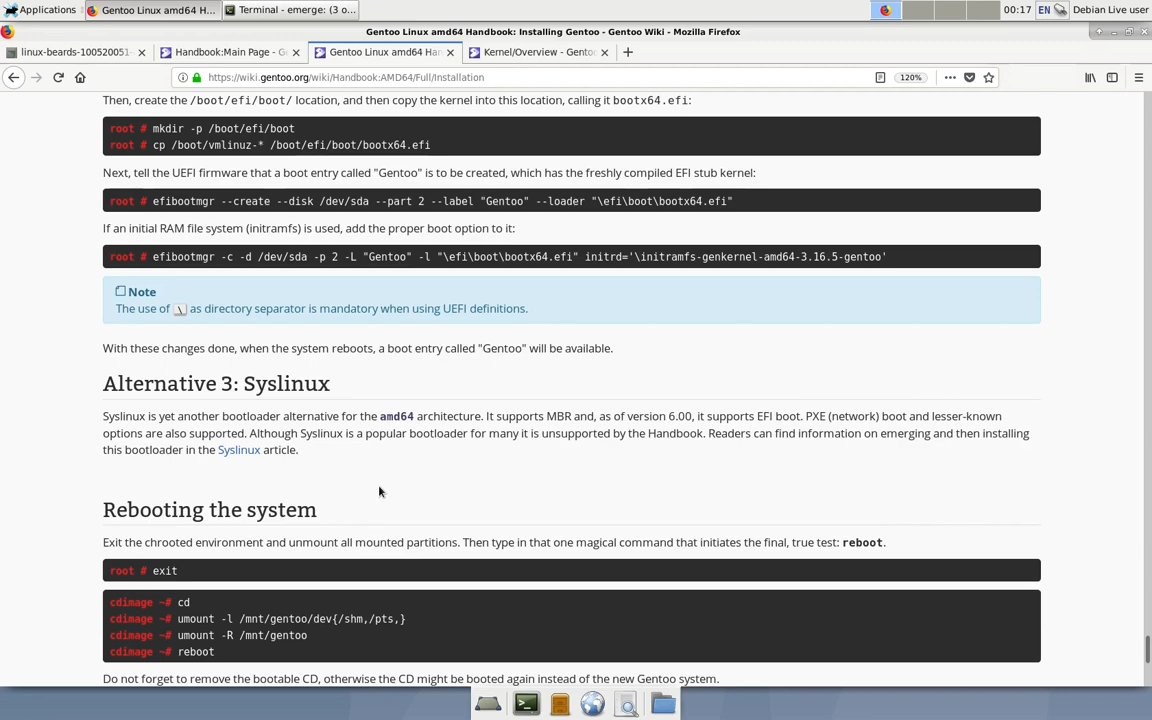 Applications
Gentoo Linux amd64 H...
Terminal - emerge: (3 o...
00:17
EN
Debian Live user
Gentoo Linux amd64 Handbook: Installing Gentoo - Gentoo Wiki - Mozilla Firefox
linux-beards-100520051-
Handbook:Main Page - Ge
Gentoo Linux amd64 Han
Kernel/Overview - Gentoo
https://wiki.gentoo.org/wiki/Handbook:AMD64/Full/Installation
120%
Then, create the /boot/efi/boot/ location, and then copy the kernel into this location, calling it bootx64.efi:
root # mkdir -p /boot/efi/boot
root # cp /boot/vmlinuz-* /boot/efi/boot/bootx64.efi
Next, tell the UEFI firmware that a boot entry called "Gentoo" is to be created, which has the freshly compiled EFI stub kernel:
root # efibootmgr --create --disk /dev/sda --part 2 --label "Gentoo" --loader "\efi\boot\bootx64.efi"
If an initial RAM file system (initramfs) is used, add the proper boot option to it:
root # efibootmgr -c -d /dev/sda -p 2 -L "Gentoo" -l "\efi\boot\bootx64.efi" initrd='\initramfs-genkernel-amd64-3.16.5-gentoo'
Note
The use of \ as directory separator is mandatory when using UEFI definitions.
With these changes done, when the system reboots, a boot entry called "Gentoo" will be available.
Alternative 3: Syslinux
Syslinux is yet another bootloader alternative for the amd64 architecture. It supports MBR and, as of version 6.00, it supports EFI boot. PXE (network) boot and lesser-known
options are also supported. Although Syslinux is a popular bootloader for many it is unsupported by the Handbook. Readers can find information on emerging and then installing
this bootloader in the Syslinux article.
Rebooting the system
Exit the chrooted environment and unmount all mounted partitions. Then type in that one magical command that initiates the final, true test: reboot.
root # exit
cdimage ~# cd
cdimage ~# umount -l /mnt/gentoo/dev{/shm,/pts,}
cdimage ~# umount -R /mnt/gentoo
cdimage ~# reboot
Do not forget to remove the bootable CD, otherwise the CD might be booted again instead of the new Gentoo system.